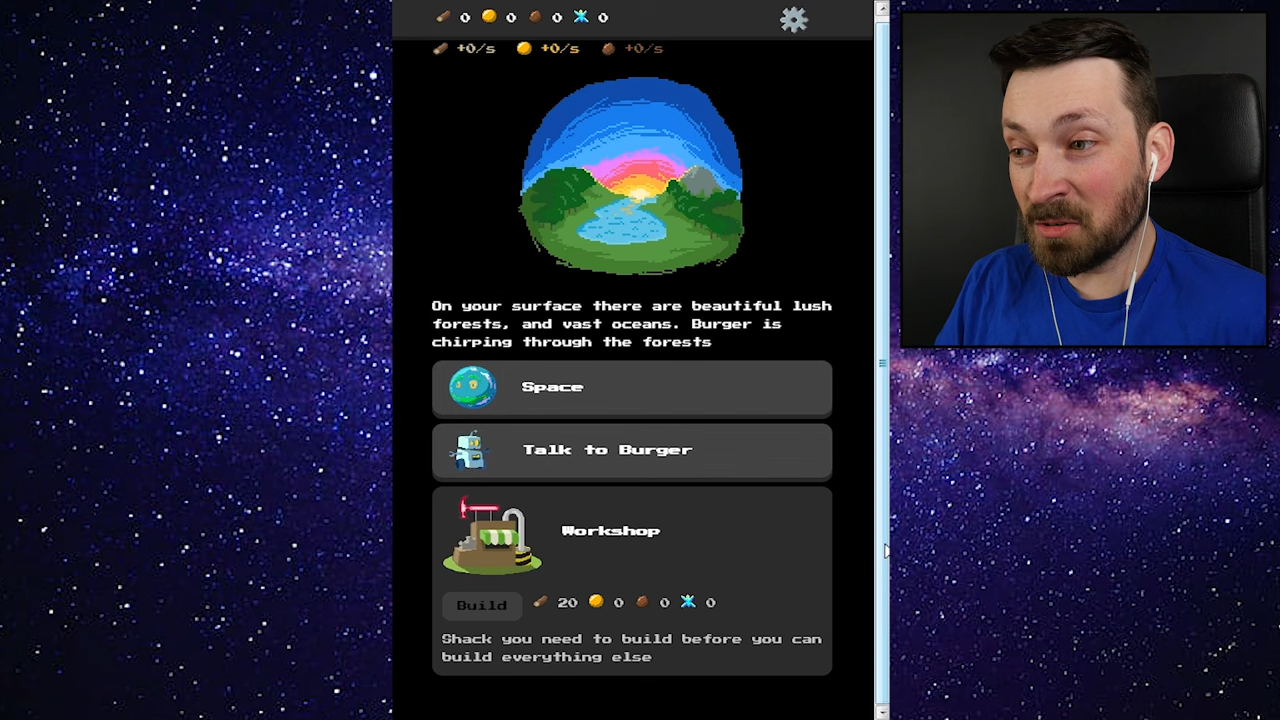 0 0 0 0
+0/s +0/s +0/s
On your surface there are beautiful lush
forests, and vast oceans. Burger is
chirping through the forests
Space
Talk to Burger
Workshop
Build 20 0 0 0
Shack you need to build before you can
build everything else